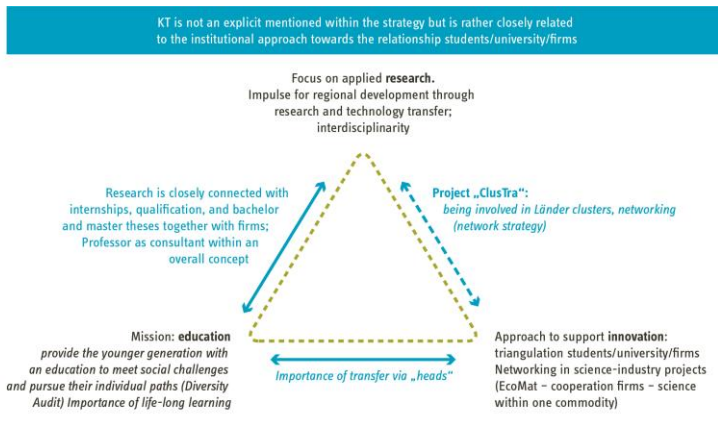 KT is not an explicit mentioned within the strategy but is rather closely related
to the institutional approach towards the relationship students/university/firms
Focus on applied research.
Impulse for regional development through
research and technology transfer;
interdisciplinarity
Research is closely connected with
internships, qualification, and bachelor
and master theses together with firms;
Professor as consultant within an
overall concept
Project „ClusTra“:
being involved in Länder clusters, networking
(network strategy)
Mission: education
provide the younger generation with
an education to meet social challenges
and pursue their individual paths (Diversity
Audit) Importance of life-long learning
Importance of transfer via „heads“
Approach to support innovation:
triangulation students/university/firms
Networking in science-industry projects
(EcoMat – cooperation firms – science
within one commodity)